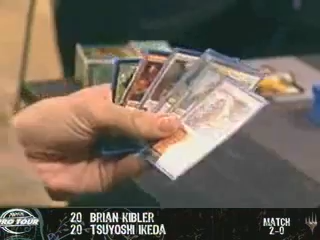 PRO TOUR
20 BRIAN KIBLER
20 TSUYOSHI IKEDA
MATCH
2-0